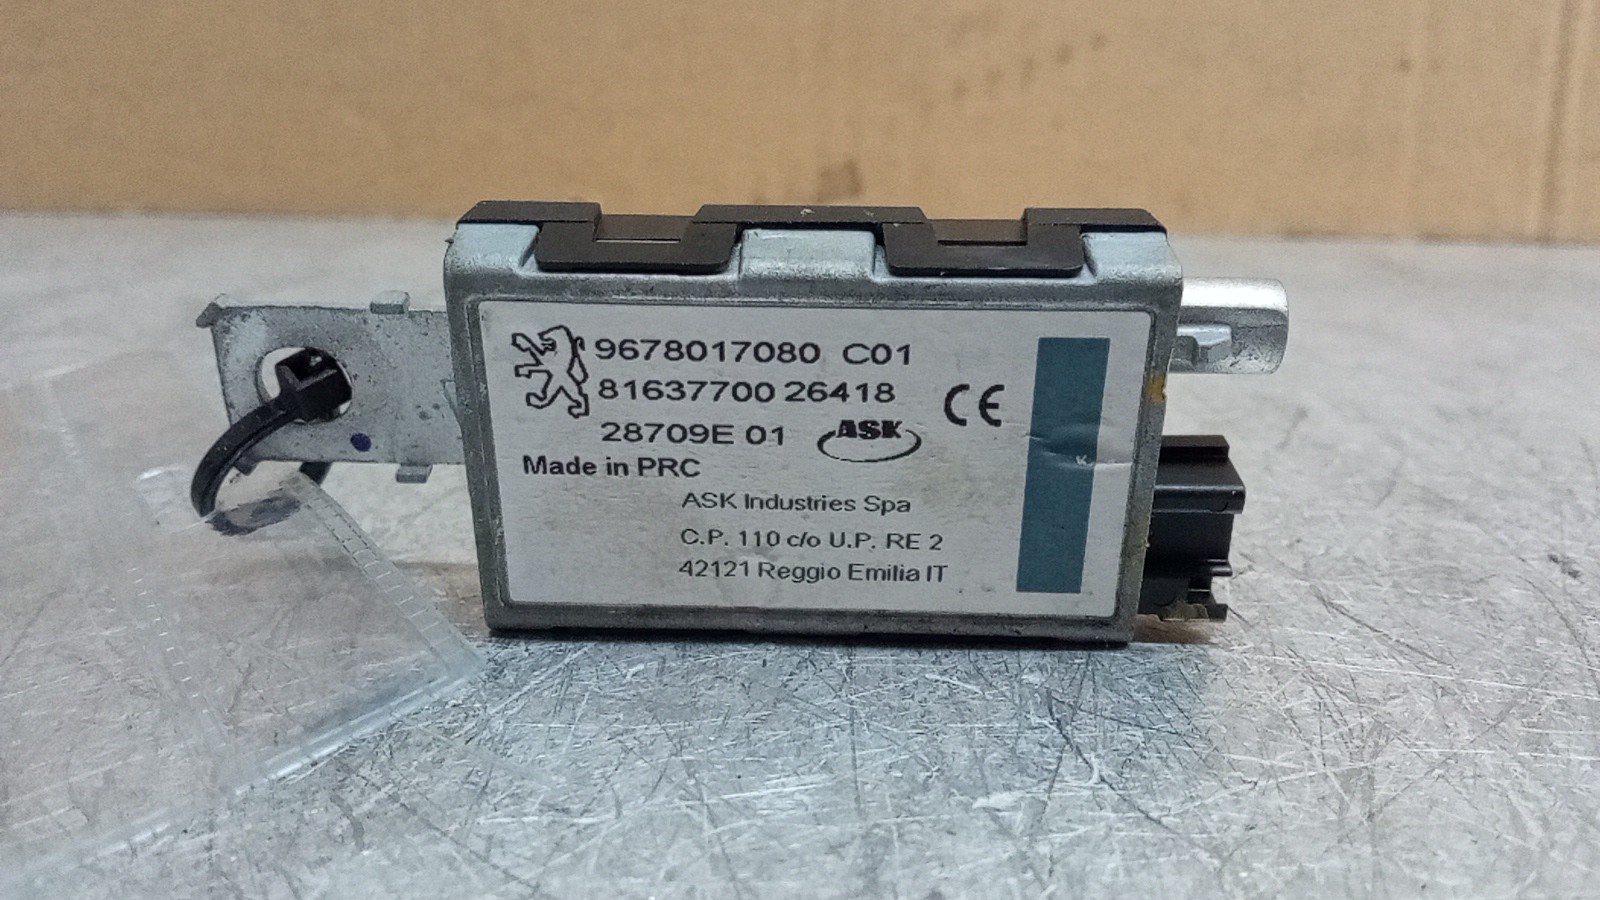 9678017080 C01
81637700 26418
CE
28709E 01 ASK
Made in PRC
ASK Industries Spa
C.P. 110 c/o U.P. RE 2
42121 Reggio Emilia IT
K